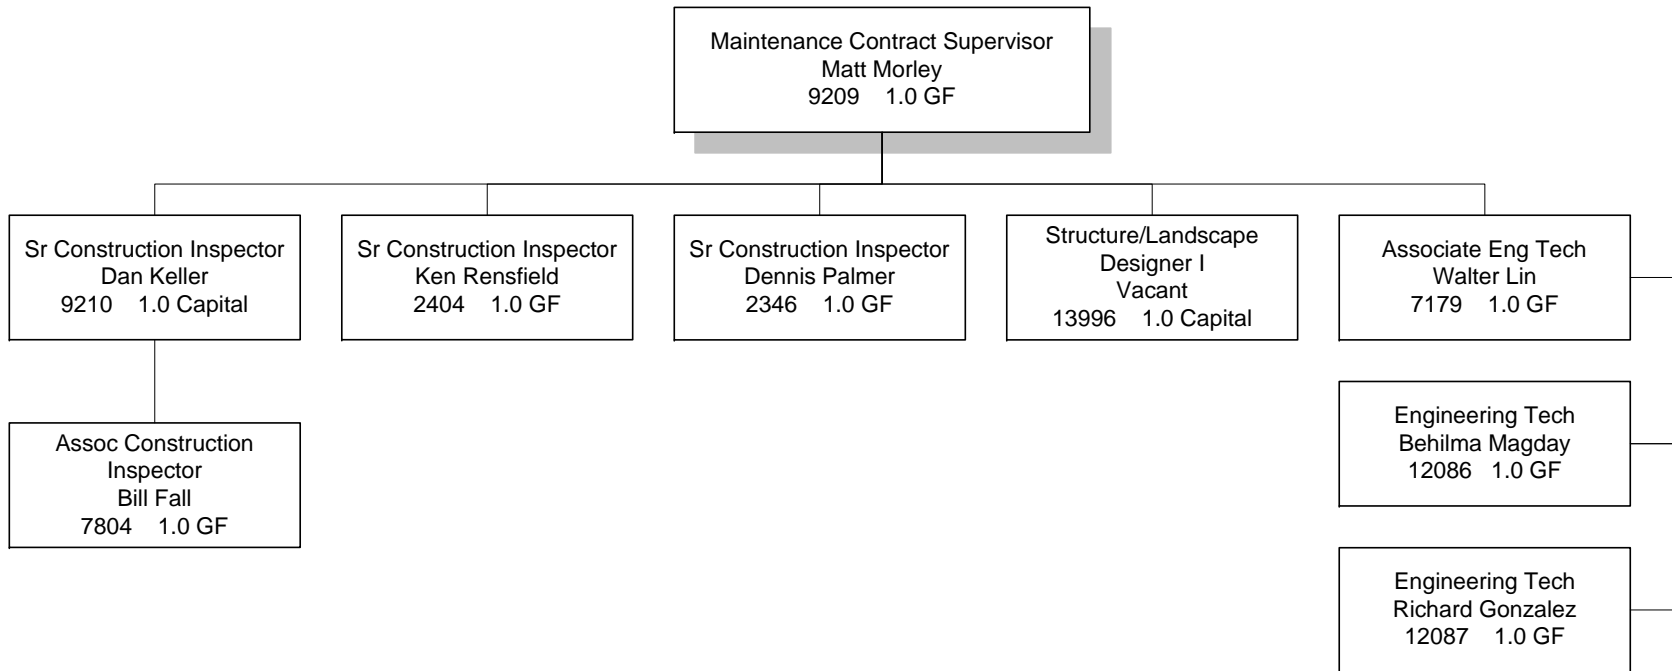 Maintenance Contract Supervisor
Matt Morley
9209 1.0 GF
Sr Construction Inspector
Dan Keller
9210 1.0 Capital
Sr Construction Inspector
Ken Rensfield
2404 1.0 GF
Sr Construction Inspector
Dennis Palmer
2346 1.0 GF
Structure/Landscape
Designer I
Vacant
13996 1.0 Capital
Associate Eng Tech
Walter Lin
7179 1.0 GF
Assoc Construction
Inspector
Bill Fall
7804 1.0 GF
Engineering Tech
Behilma Magday
12086 1.0 GF
Engineering Tech
Richard Gonzalez
12087 1.0 GF